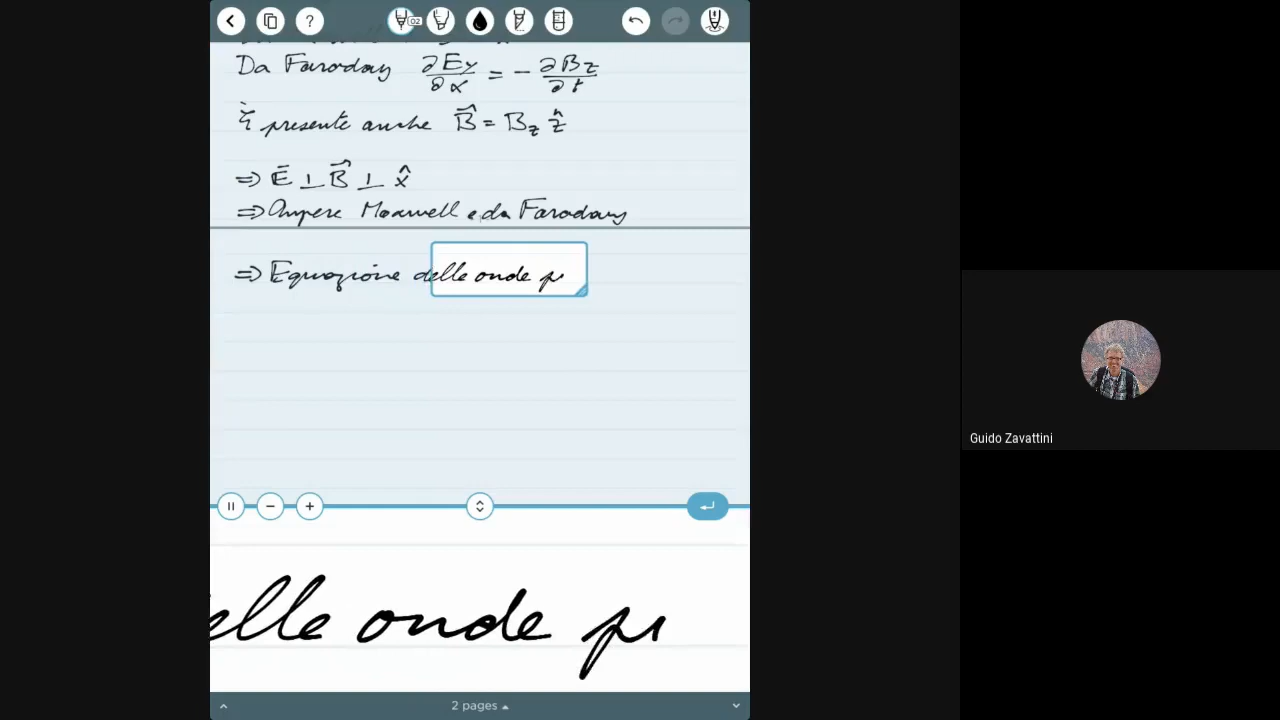 02
Da Faraday ∂Ey/∂x = - ∂Bz/∂t
È presente anche B⃗ = Bz ẑ
⇒ Ē ⊥ B⃗ ⊥ x̂
⇒ Ampere Maxwell e da Faraday
⇒ Equazione delle onde p
elle onde p
2 pages
Guido Zavattini